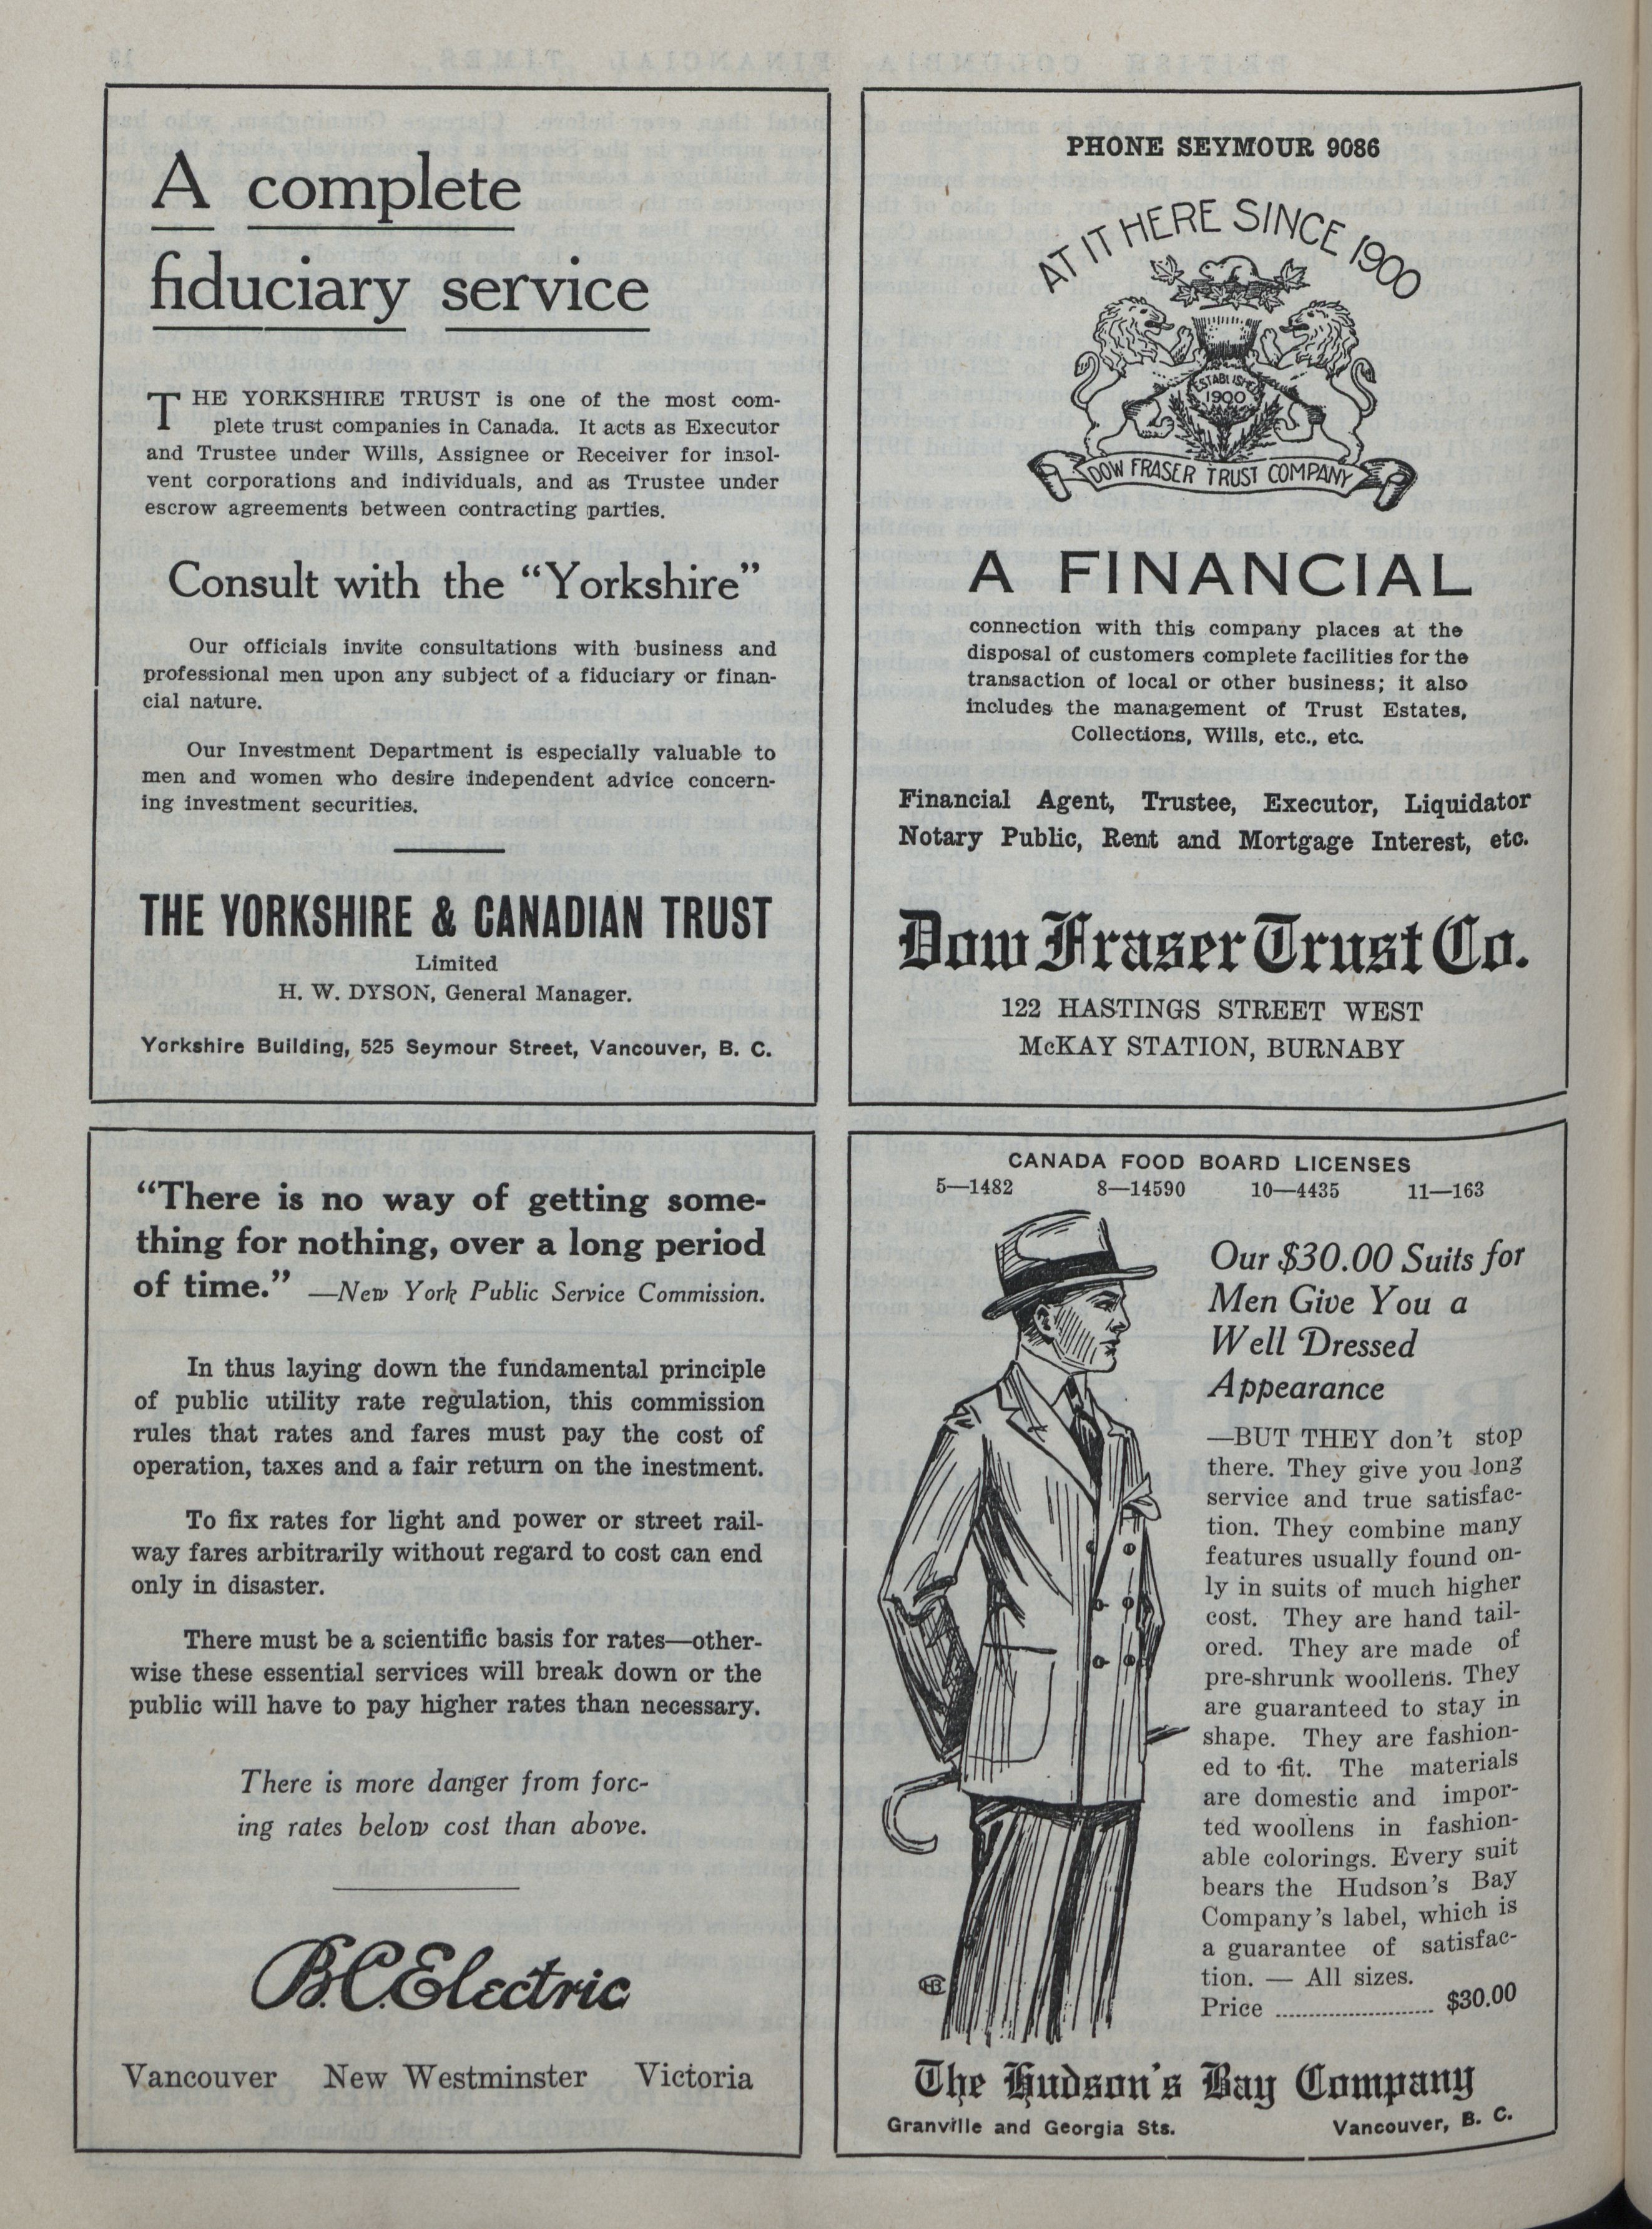 A complete
fiduciary service
THE YORKSHIRE TRUST is one of the most com-
plete trust companies in Canada. It acts as Executor
and Trustee under Wills, Assignee or Receiver for insol-
vent corporations and individuals, and as Trustee under
escrow agreements between contracting parties.
Consult with the "Yorkshire"
Our officials invite consultations with business and
professional men upon any subject of a fiduciary or finan-
cial nature.
Our Investment Department is especially valuable to
men and women who desire independent advice concern-
ing investment securities.
THE YORKSHIRE & CANADIAN TRUST
Limited
H. W. DYSON, General Manager.
Yorkshire Building, 525 Seymour Street, Vancouver, B. C.
PHONE SEYMOUR 9086
AT IT HERE SINCE 1900
ESTABLISHED
1900
DOW FRASER TRUST COMPANY
A FINANCIAL
connection with this company places at the
disposal of customers complete facilities for the
transaction of local or other business; it also
includes the management of Trust Estates,
Collections, Wills, etc., etc.
Financial Agent, Trustee, Executor, Liquidator
Notary Public, Rent and Mortgage Interest, etc.
Dow Fraser Trust Co.
122 HASTINGS STREET WEST
McKAY STATION, BURNABY
"There is no way of getting some-
thing for nothing, over a long period
of time." —New York Public Service Commission.
In thus laying down the fundamental principle
of public utility rate regulation, this commission
rules that rates and fares must pay the cost of
operation, taxes and a fair return on the inestment.
To fix rates for light and power or street rail-
way fares arbitrarily without regard to cost can end
only in disaster.
There must be a scientific basis for rates—other-
wise these essential services will break down or the
public will have to pay higher rates than necessary.
There is more danger from forc-
ing rates below cost than above.
B.C. Electric
Vancouver New Westminster Victoria
CANADA FOOD BOARD LICENSES
5—1482 8—14590 10—4435 11—163
Our $30.00 Suits for
Men Give You a
Well Dressed
Appearance
—BUT THEY don't stop
there. They give you long
service and true satisfac-
tion. They combine many
features usually found on-
ly in suits of much higher
cost. They are hand tail-
ored. They are made of
pre-shrunk woollens. They
are guaranteed to stay in
shape. They are fashion-
ed to fit. The materials
are domestic and impor-
ted woollens in fashion-
able colorings. Every suit
bears the Hudson's Bay
Company's label, which is
a guarantee of satisfac-
tion. — All sizes.
Price ........................ $30.00
HB
The Hudson's Bay Company
Granville and Georgia Sts. Vancouver, B. C.